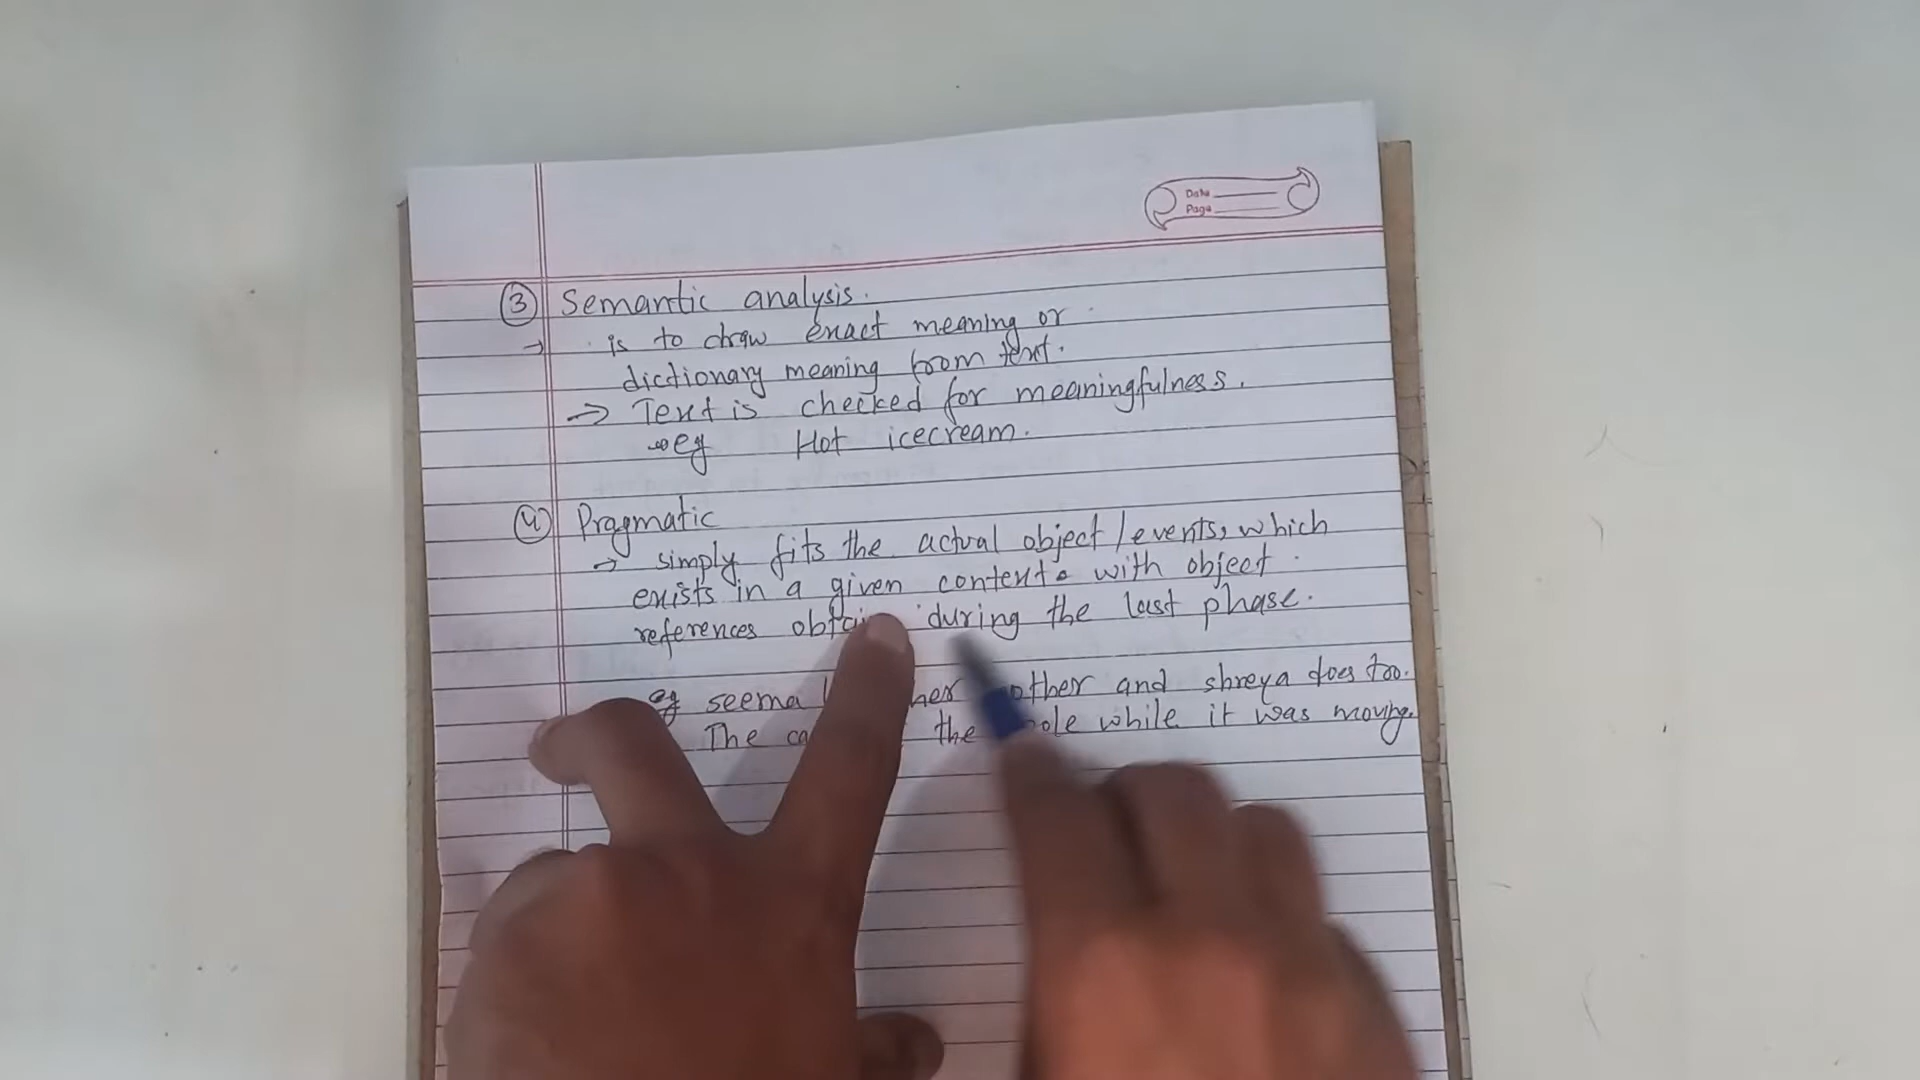 Date
Page
③ Semantic analysis.
→ is to draw exact meaning or
dictionary meaning from text.
→ Text is checked for meaningfulness.
eg Hot icecream.
④ Pragmatic
→ simply fits the actual object / events, which
exists in a given context with object
references during the last phase.
eg seema and shreya does too.
The the while it was moving.